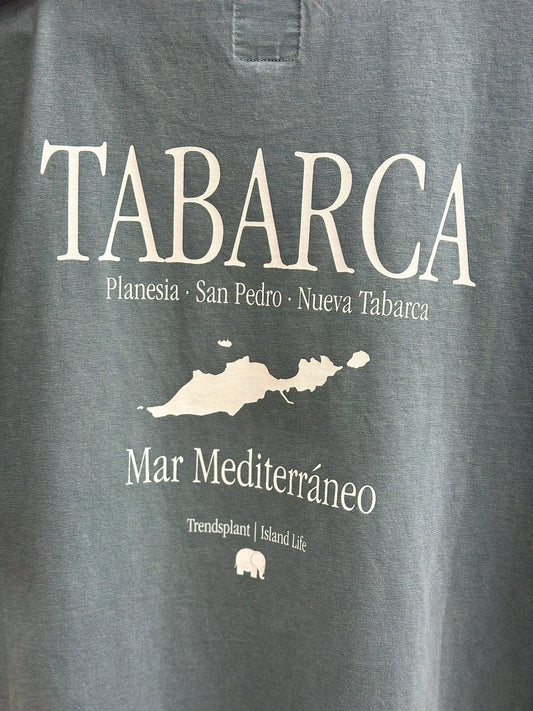 TABARCA
Planesia · San Pedro · Nueva Tabarca
Mar Mediterráneo
Trendsplant | Island Life